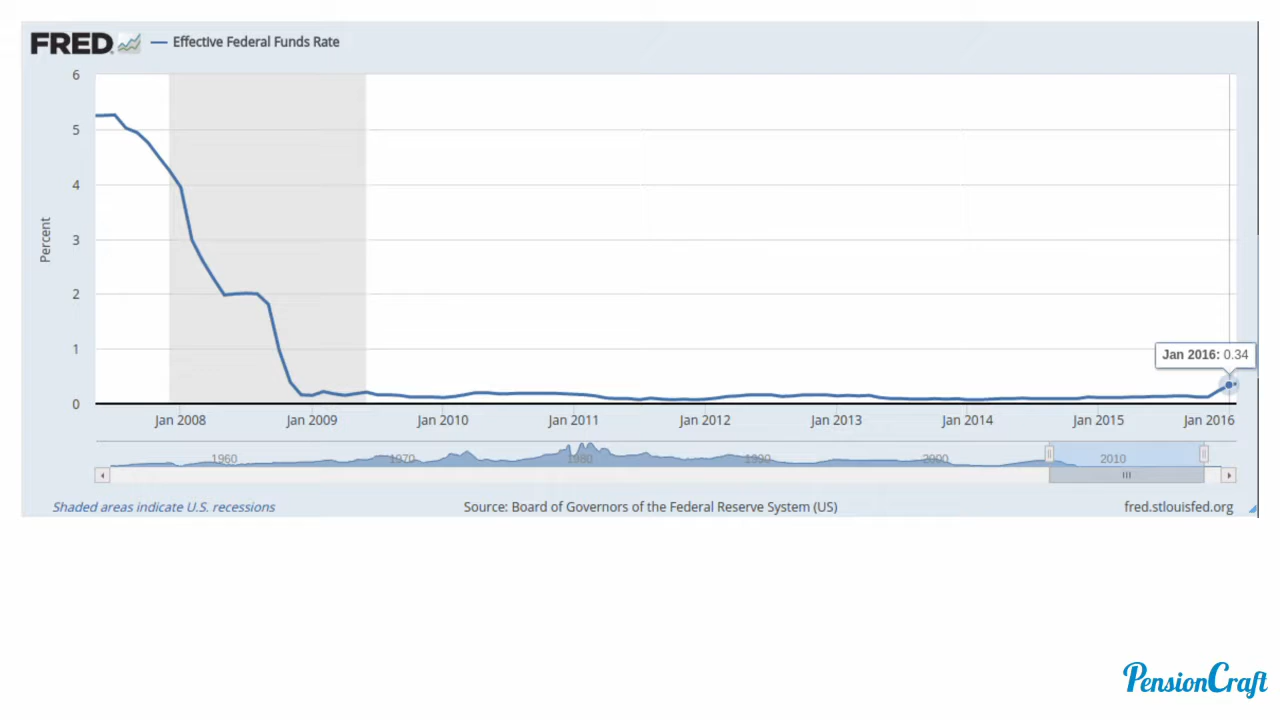 FRED
Effective Federal Funds Rate
6
5
4
3
2
1
0
Percent
Jan 2016: 0.34
Jan 2008
Jan 2009
Jan 2010
Jan 2011
Jan 2012
Jan 2013
Jan 2014
Jan 2015
Jan 2016
1960
1970
1980
1990
2000
2010
Shaded areas indicate U.S. recessions
Source: Board of Governors of the Federal Reserve System (US)
fred.stlouisfed.org
PensionCraft